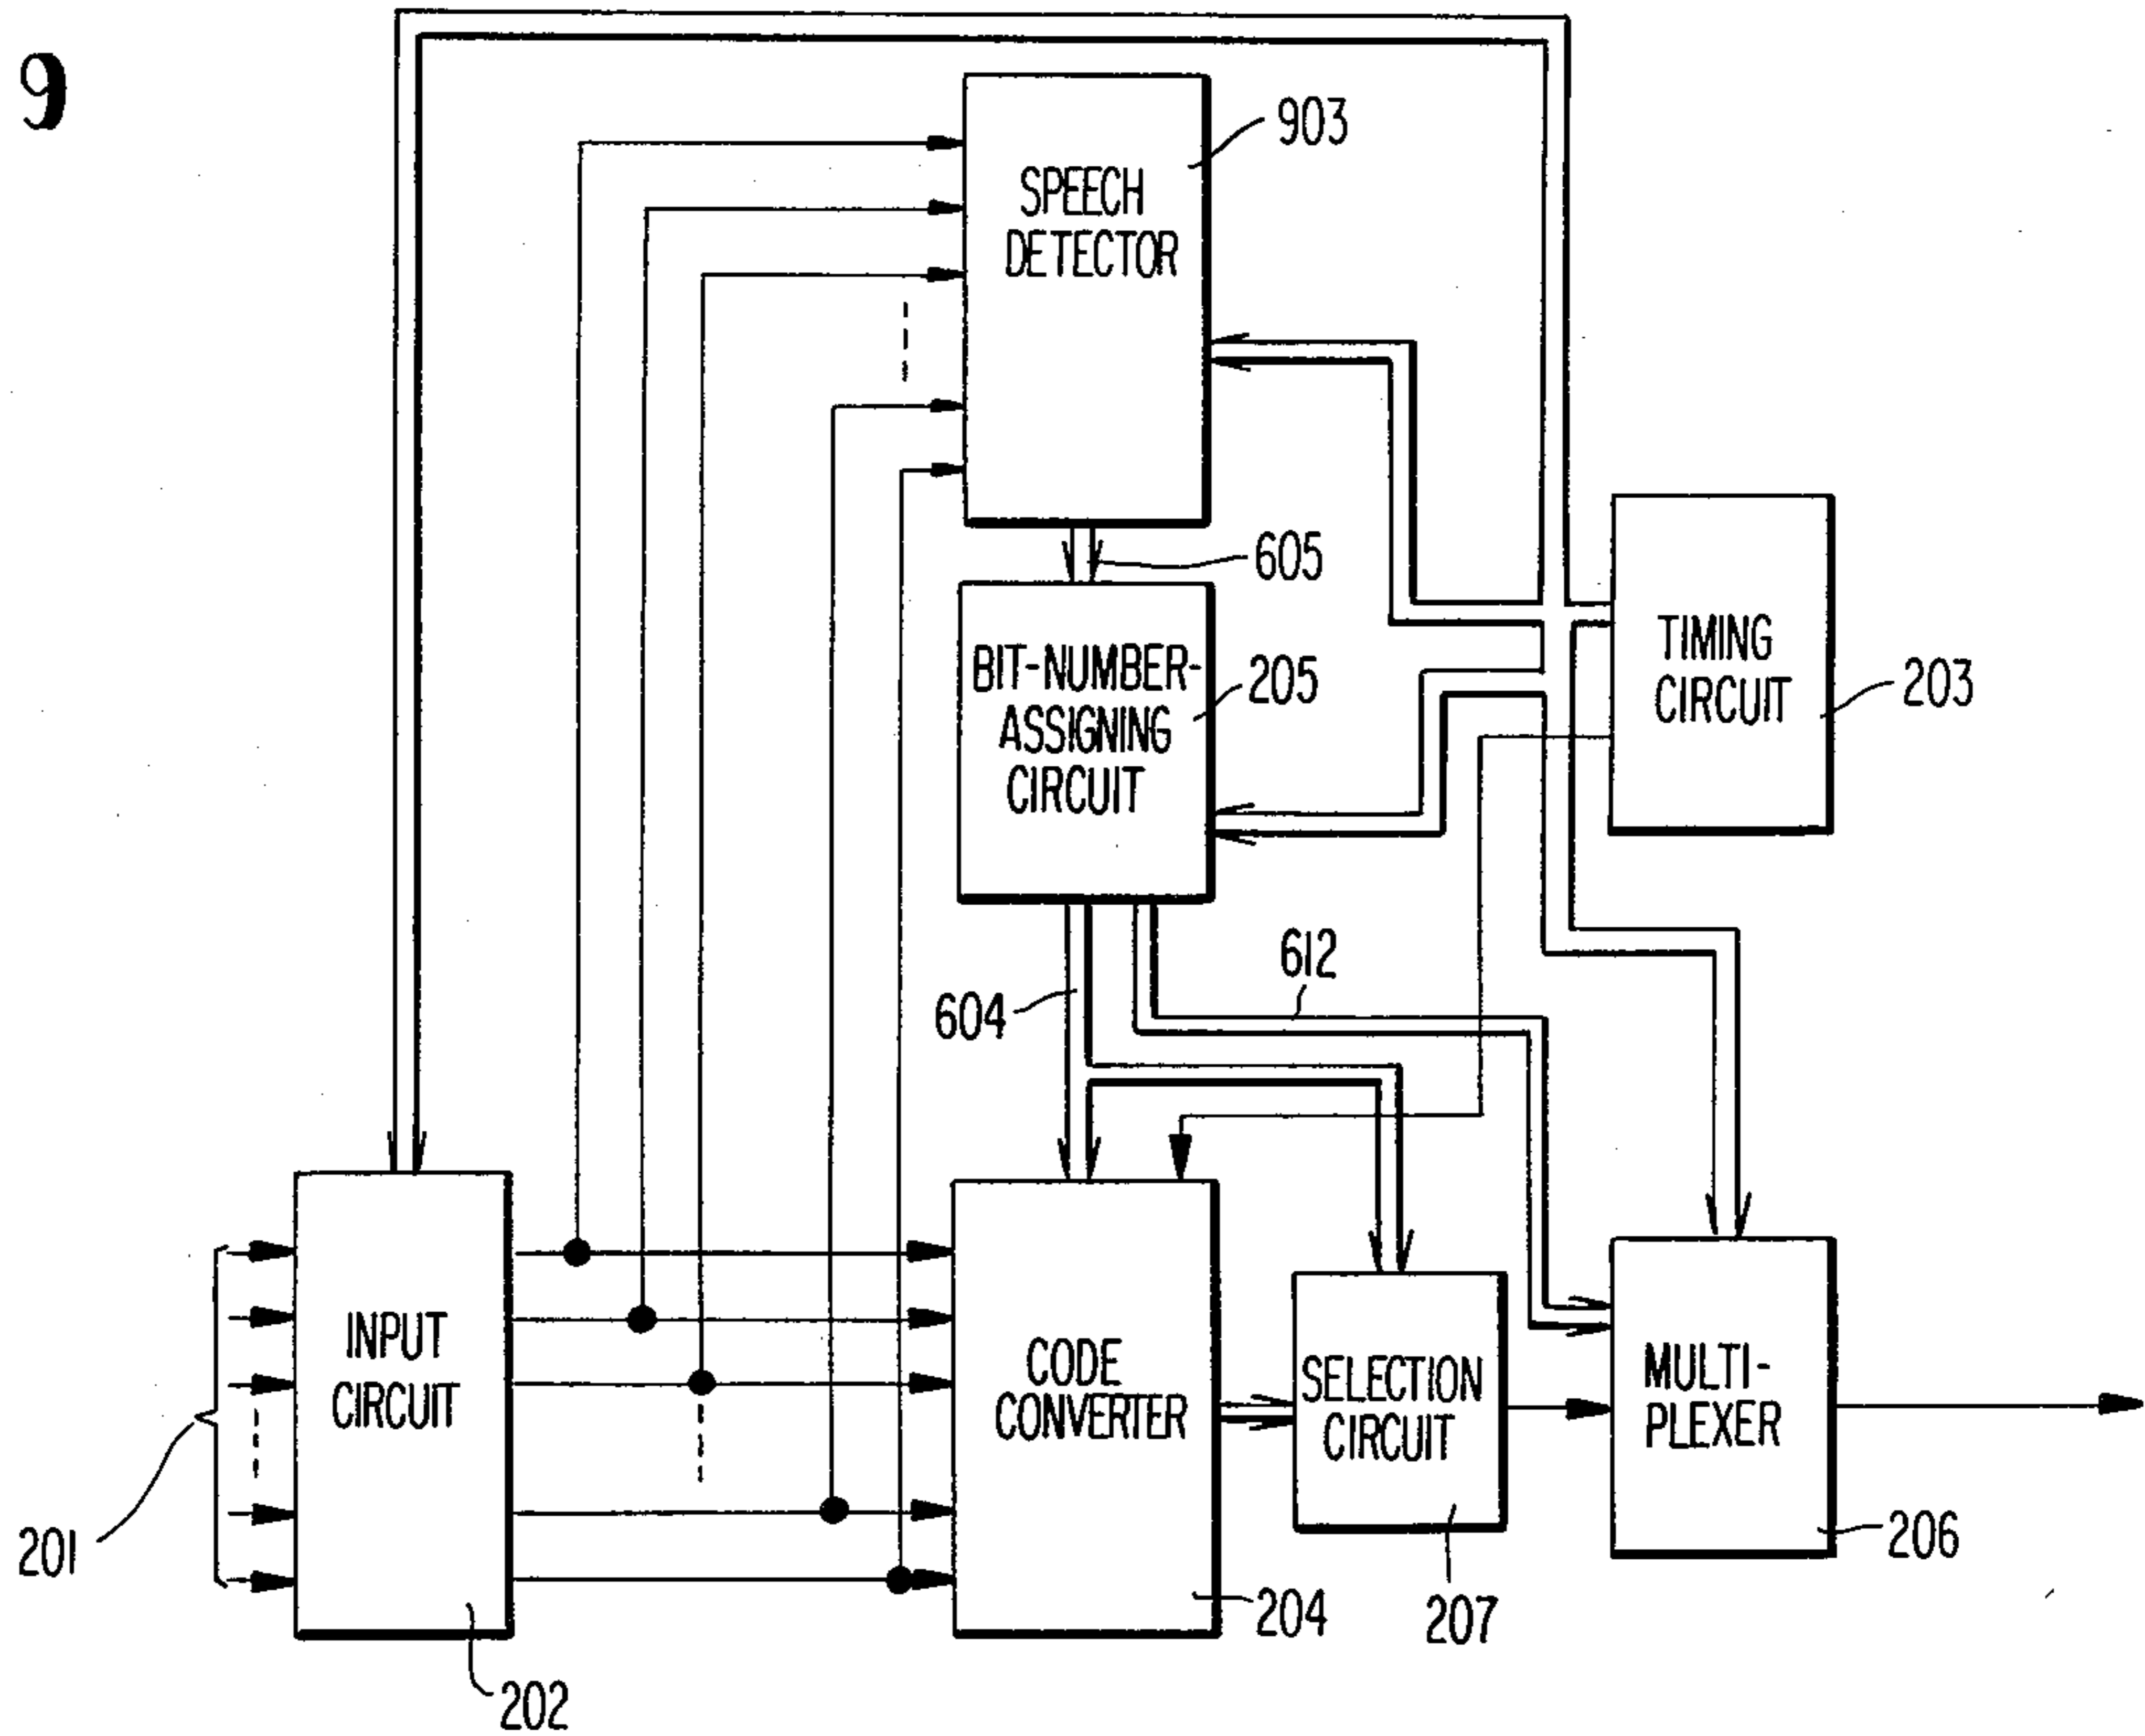 9
903
SPEECH
DETECTOR
605
BIT-NUMBER-
ASSIGNING
CIRCUIT
205
TIMING
CIRCUIT
203
612
604
INPUT
CIRCUIT
CODE
CONVERTER
SELECTION
CIRCUIT
MULTI-
PLEXER
201
206
204
207
202